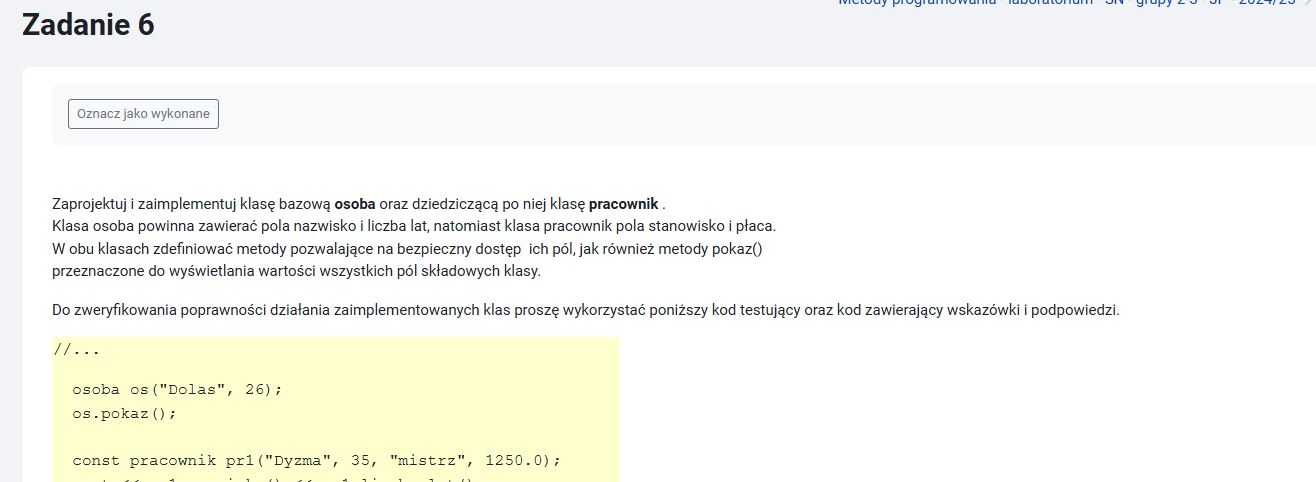 Metody programowania - laboratorium - SN - grupy 2-3 - JP - 2024/25
Zadanie 6
Oznacz jako wykonane
Zaprojektuj i zaimplementuj klasę bazową osoba oraz dziedziczącą po niej klasę pracownik .
Klasa osoba powinna zawierać pola nazwisko i liczba lat, natomiast klasa pracownik pola stanowisko i płaca.
W obu klasach zdefiniować metody pozwalające na bezpieczny dostęp  ich pól, jak również metody pokaz()
przeznaczone do wyświetlania wartości wszystkich pól składowych klasy.
Do zweryfikowania poprawności działania zaimplementowanych klas proszę wykorzystać poniższy kod testujący oraz kod zawierający wskazówki i podpowiedzi.
//...
osoba os("Dolas", 26);
os.pokaz();
const pracownik pr1("Dyzma", 35, "mistrz", 1250.0);